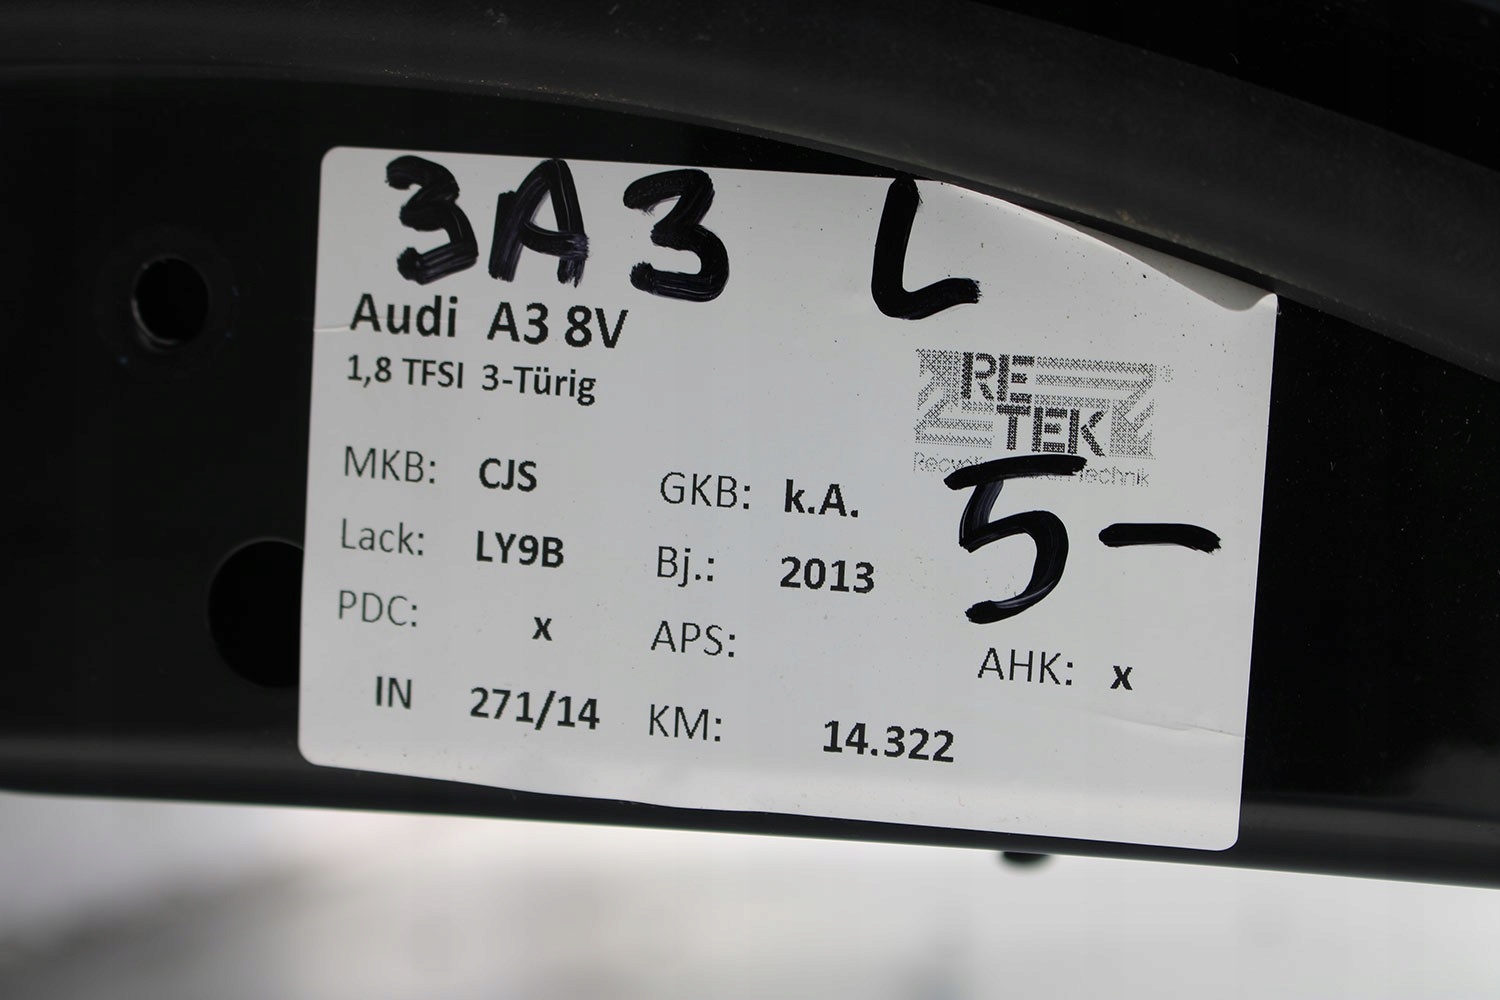 3A3 L
Audi A3 8V
1,8 TFSI 3-Türig
RE
TEK
MKB: CJS GKB: k.A.
5-
Lack: LY9B Bj.: 2013
PDC: x APS: AHK: x
IN 271/14 KM: 14.322